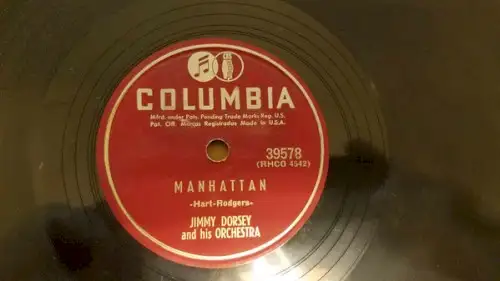 COLUMBIA
Mfrd. under Pats. Pending Trade Marks Reg. U.S.
Pat. Off. Marcas Registradas Made in U.S.A.
39578
(RHCO 4542)
MANHATTAN
-Hart-Rodgers-
JIMMY DORSEY
and his ORCHESTRA